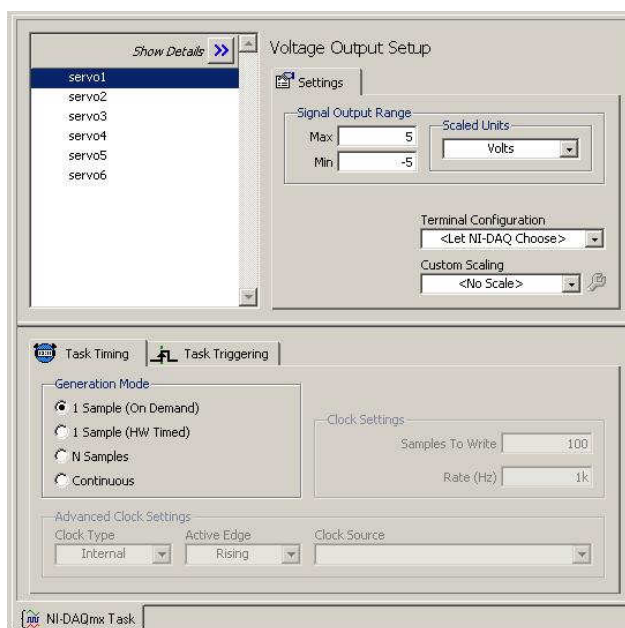 Show Details
servo1
servo2
servo3
servo4
servo5
servo6
Voltage Output Setup
Settings
Signal Output Range
Max 5
Min -5
Scaled Units
Volts
Terminal Configuration
<Let NI-DAQ Choose>
Custom Scaling
<No Scale>
Task Timing
Task Triggering
Generation Mode
1 Sample (On Demand)
1 Sample (HW Timed)
N Samples
Continuous
Clock Settings
Samples To Write 100
Rate (Hz) 1k
Advanced Clock Settings
Clock Type Active Edge Clock Source
Internal Rising
NI-DAQmx Task